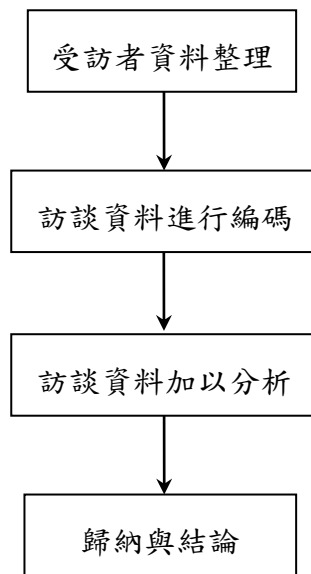 受訪者資料整理
訪談資料進行編碼
訪談資料加以分析
歸納與結論